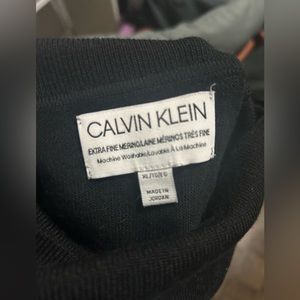 CALVIN KLEIN
EXTRA FINE MERINO/LAINE MÉRINOS TRÈS FINE
Machine Washable/Lavable À La Machine
MADE IN
JORDAN